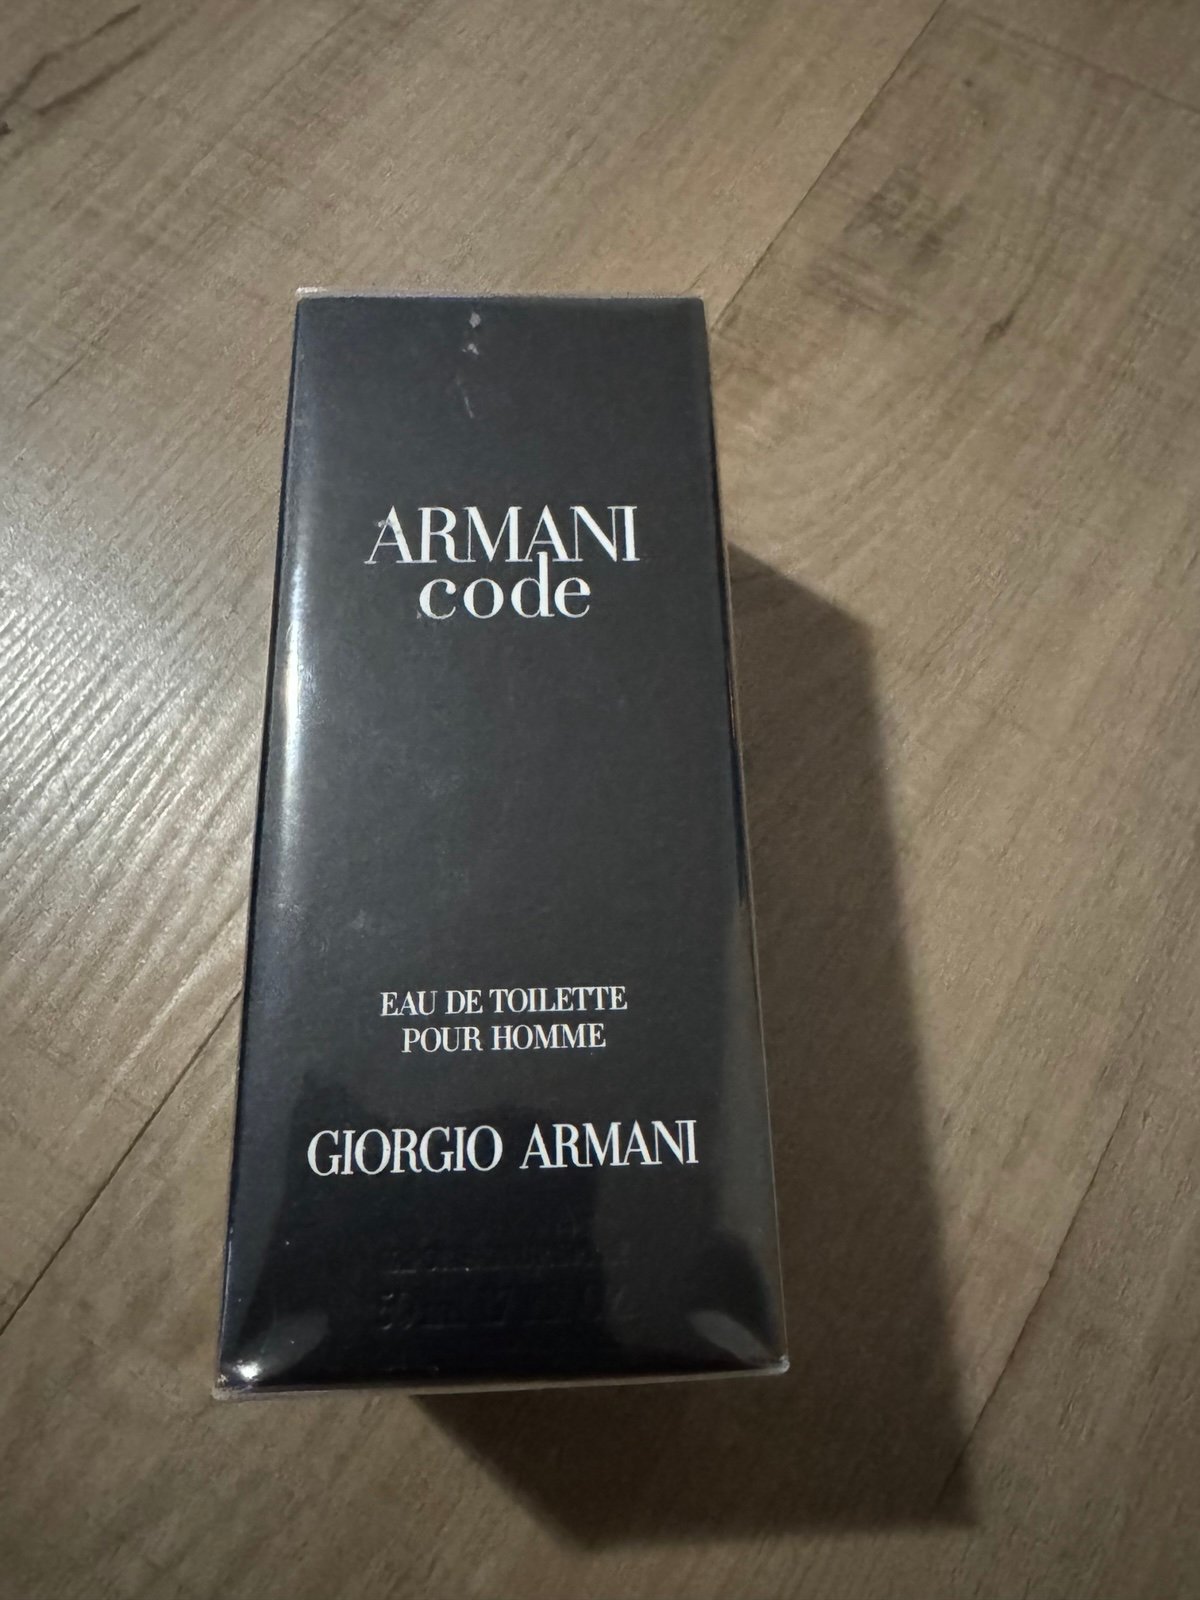 ARMANI
code
EAU DE TOILETTE
POUR HOMME
GIORGIO ARMANI